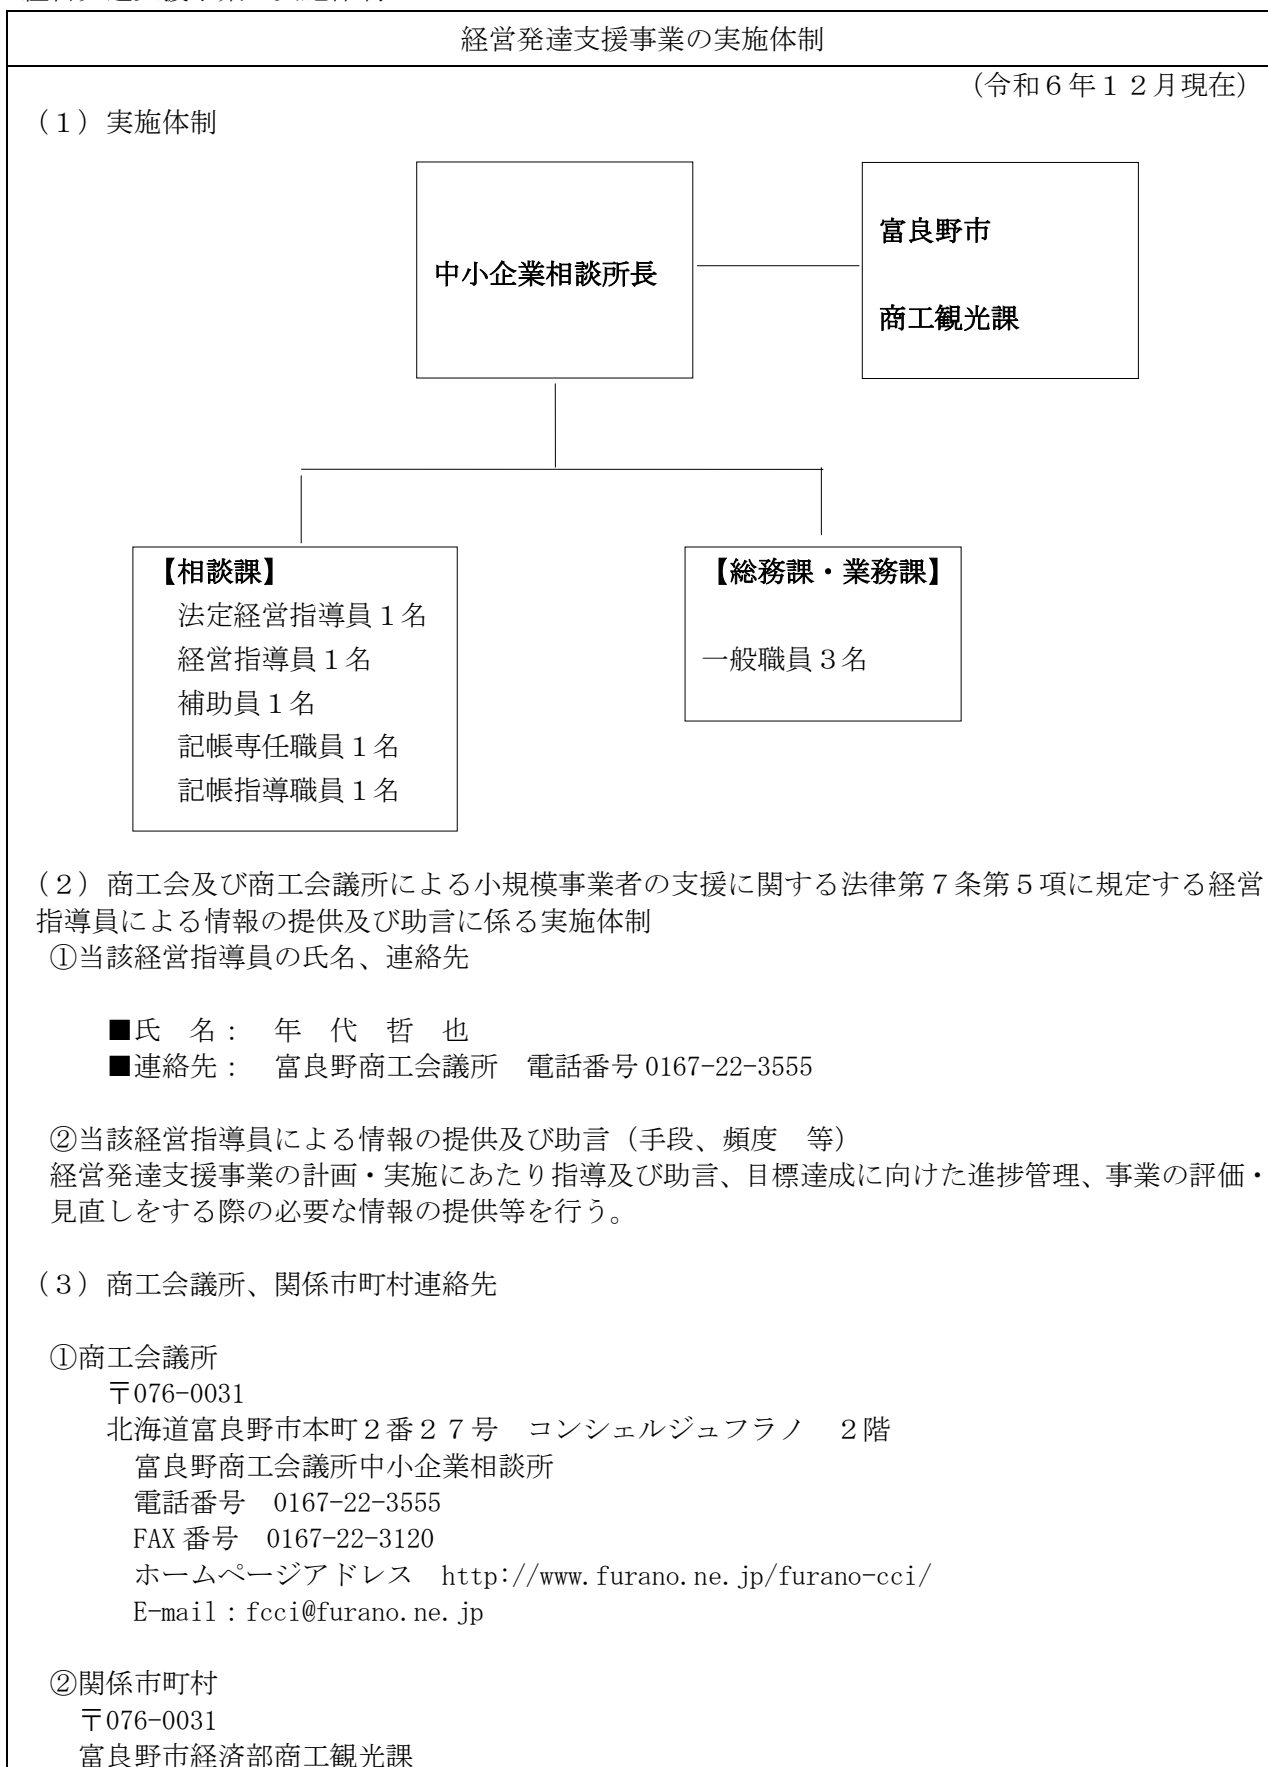 経営発達支援事業の実施体制
（令和６年１２月現在）
（１）実施体制
中小企業相談所長
富良野市
商工観光課
【相談課】
法定経営指導員１名
経営指導員１名
補助員１名
記帳専任職員１名
記帳指導職員１名
【総務課・業務課】
一般職員３名
（２）商工会及び商工会議所による小規模事業者の支援に関する法律第７条第５項に規定する経営
指導員による情報の提供及び助言に係る実施体制
①当該経営指導員の氏名、連絡先
■氏　名：　年　代　哲　也
■連絡先：　富良野商工会議所　電話番号 0167-22-3555
②当該経営指導員による情報の提供及び助言（手段、頻度　等）
経営発達支援事業の計画・実施にあたり指導及び助言、目標達成に向けた進捗管理、事業の評価・
見直しをする際の必要な情報の提供等を行う。
（３）商工会議所、関係市町村連絡先
①商工会議所
〒076-0031
北海道富良野市本町２番２７号　コンシェルジュフラノ　２階
富良野商工会議所中小企業相談所
電話番号　0167-22-3555
FAX 番号　0167-22-3120
ホームページアドレス　http://www.furano.ne.jp/furano-cci/
E-mail：fcci@furano.ne.jp
②関係市町村
〒076-0031
富良野市経済部商工観光課